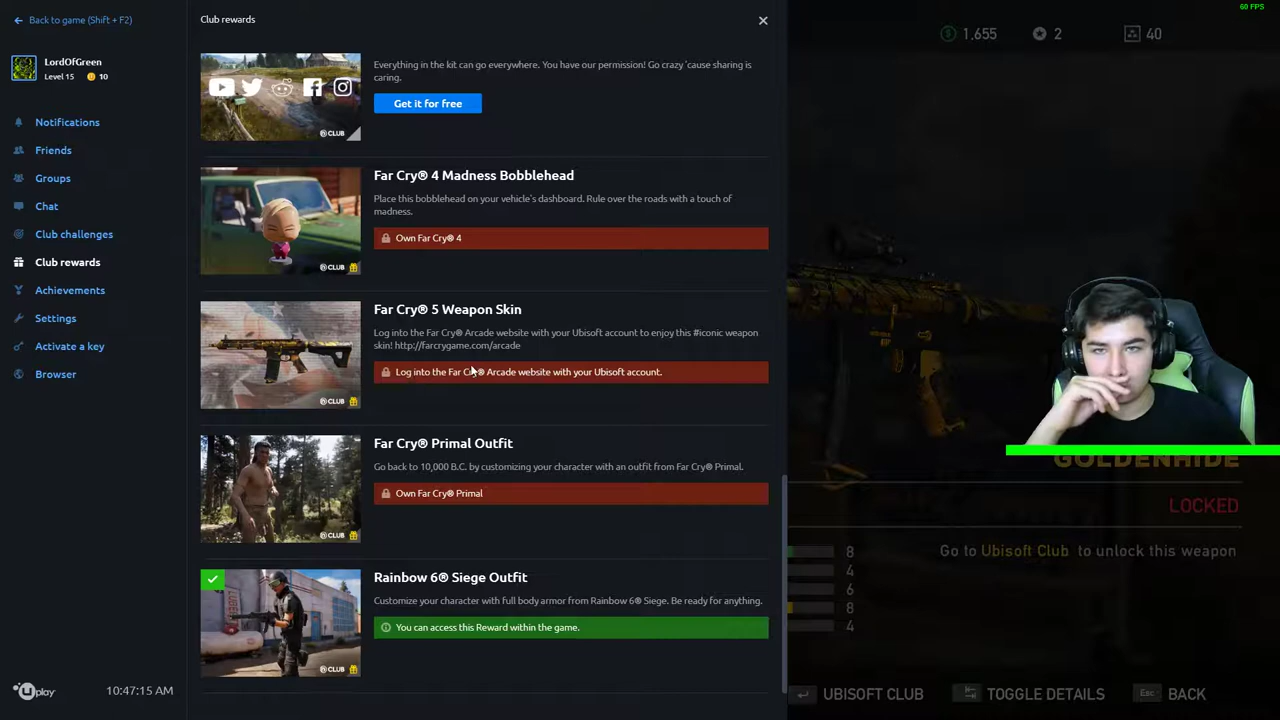 60 FPS
Back to game (Shift + F2)
Club rewards
LordOfGreen
Level 15 10
Notifications
Friends
Groups
Chat
Club challenges
Club rewards
Achievements
Settings
Activate a key
Browser
uplay
10:47:15 AM
Everything in the kit can go everywhere. You have our permission! Go crazy 'cause sharing is
caring.
Get it for free
CLUB
Far Cry® 4 Madness Bobblehead
Place this bobblehead on your vehicle's dashboard. Rule over the roads with a touch of
madness.
Own Far Cry® 4
CLUB
Far Cry® 5 Weapon Skin
Log into the Far Cry® Arcade website with your Ubisoft account to enjoy this #iconic weapon
skin! http://farcrygame.com/arcade
Log into the Far Cry® Arcade website with your Ubisoft account.
CLUB
Far Cry® Primal Outfit
Go back to 10,000 B.C. by customizing your character with an outfit from Far Cry® Primal.
Own Far Cry® Primal
CLUB
Rainbow 6® Siege Outfit
Customize your character with full body armor from Rainbow 6® Siege. Be ready for anything.
You can access this Reward within the game.
CLUB
1,655 2 40
GOLDENHIDE
LOCKED
Go to Ubisoft Club to unlock this weapon
8
4
6
8
4
UBISOFT CLUB
TOGGLE DETAILS
Esc BACK